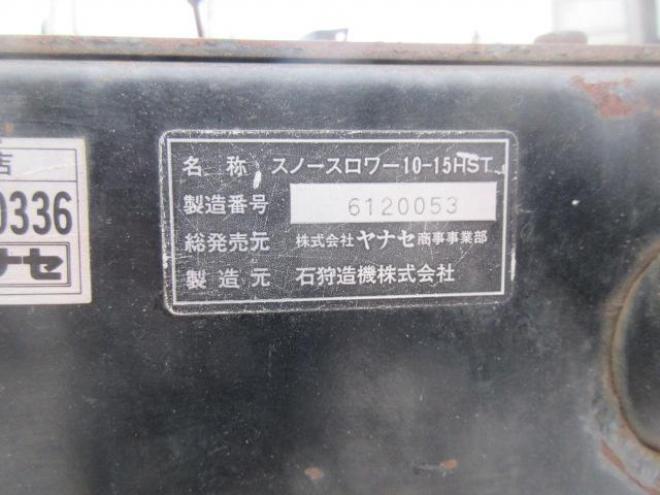 店
0336
ナセ
名称 スノースロワー10-15HST
製造番号 6120053
総発売元 株式会社ヤナセ商事事業部
製造元 石狩造機株式会社